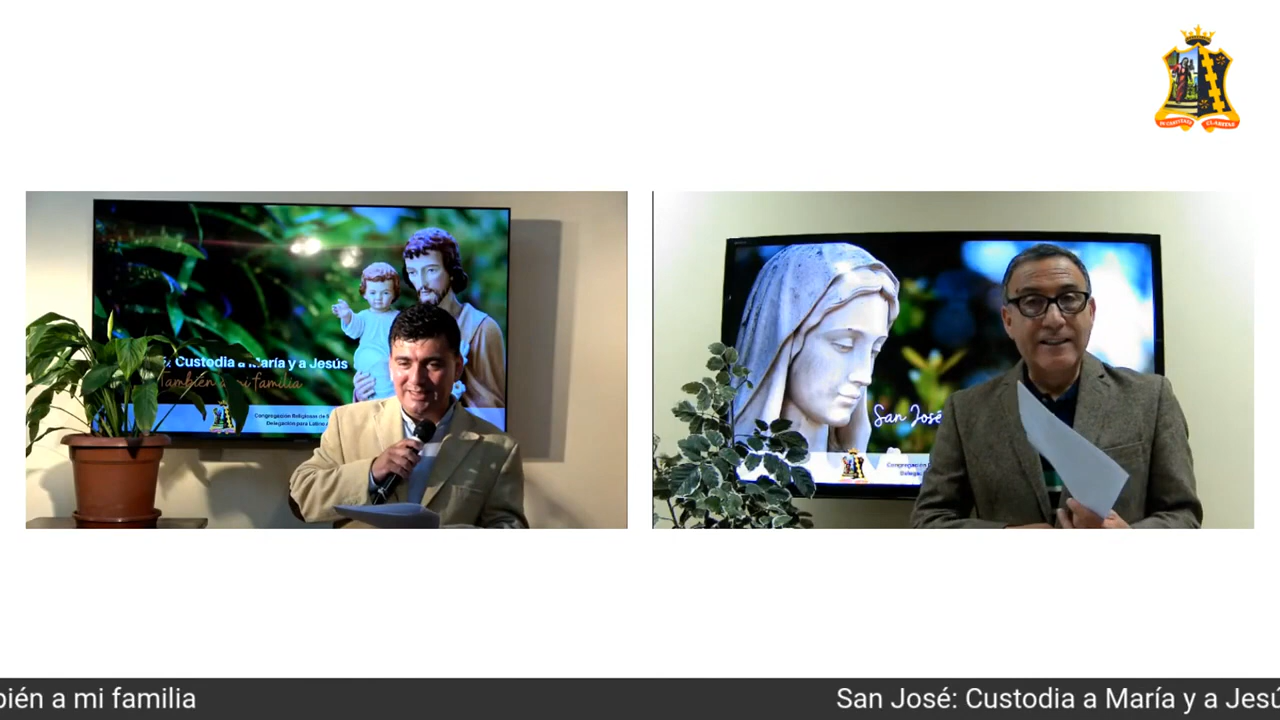 Custodia a María y a Jesús
También a mi familia
Congregación Religiosas de
Delegación para Latino
San José
Congregación
Delega
bién a mi familia
San José: Custodia a María y a Jesú